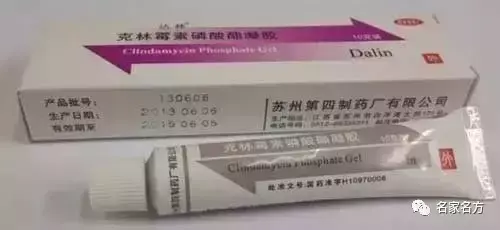 达林
克林霉素磷酸酯凝胶
Clindamycin Phosphate Gel
10克装
Dalin
外
产品批号: 130606
生产日期: 2013.06.06
有效期至 2015.06.05
苏州第四制药厂有限公司
克林霉素磷酸酯凝胶
10克装
Clindamycin Phosphate Gel
批准文号:国药准字H10970008
外
名家名方